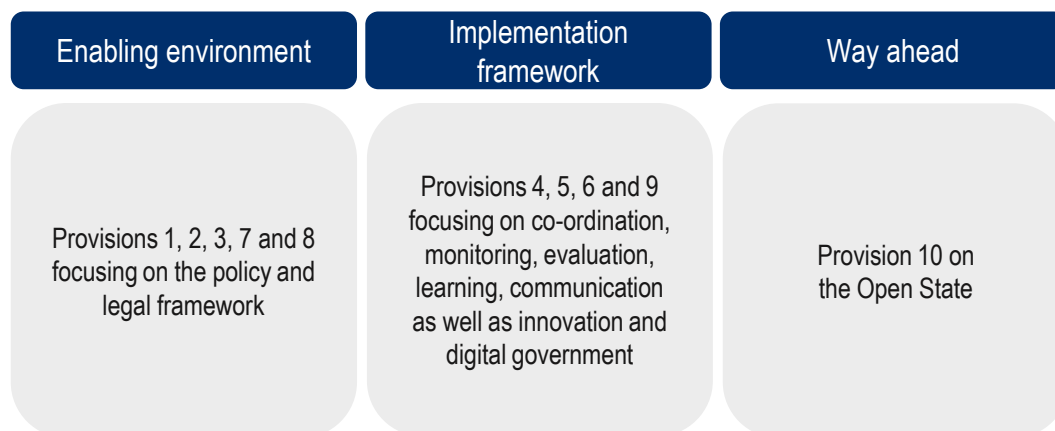 Enabling environment
Implementation
framework
Way ahead
Provisions 1, 2, 3, 7 and 8
focusing on the policy and
legal framework
Provisions 4, 5, 6 and 9
focusing on co-ordination,
monitoring, evaluation,
learning, communication
as well as innovation and
digital government
Provision 10 on
the Open State